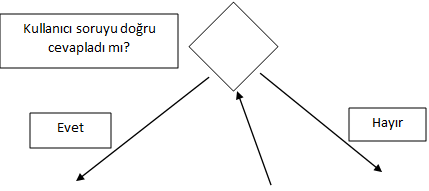 Kullanıcı soruyu doğru
cevapladı mı?
Evet
Hayır